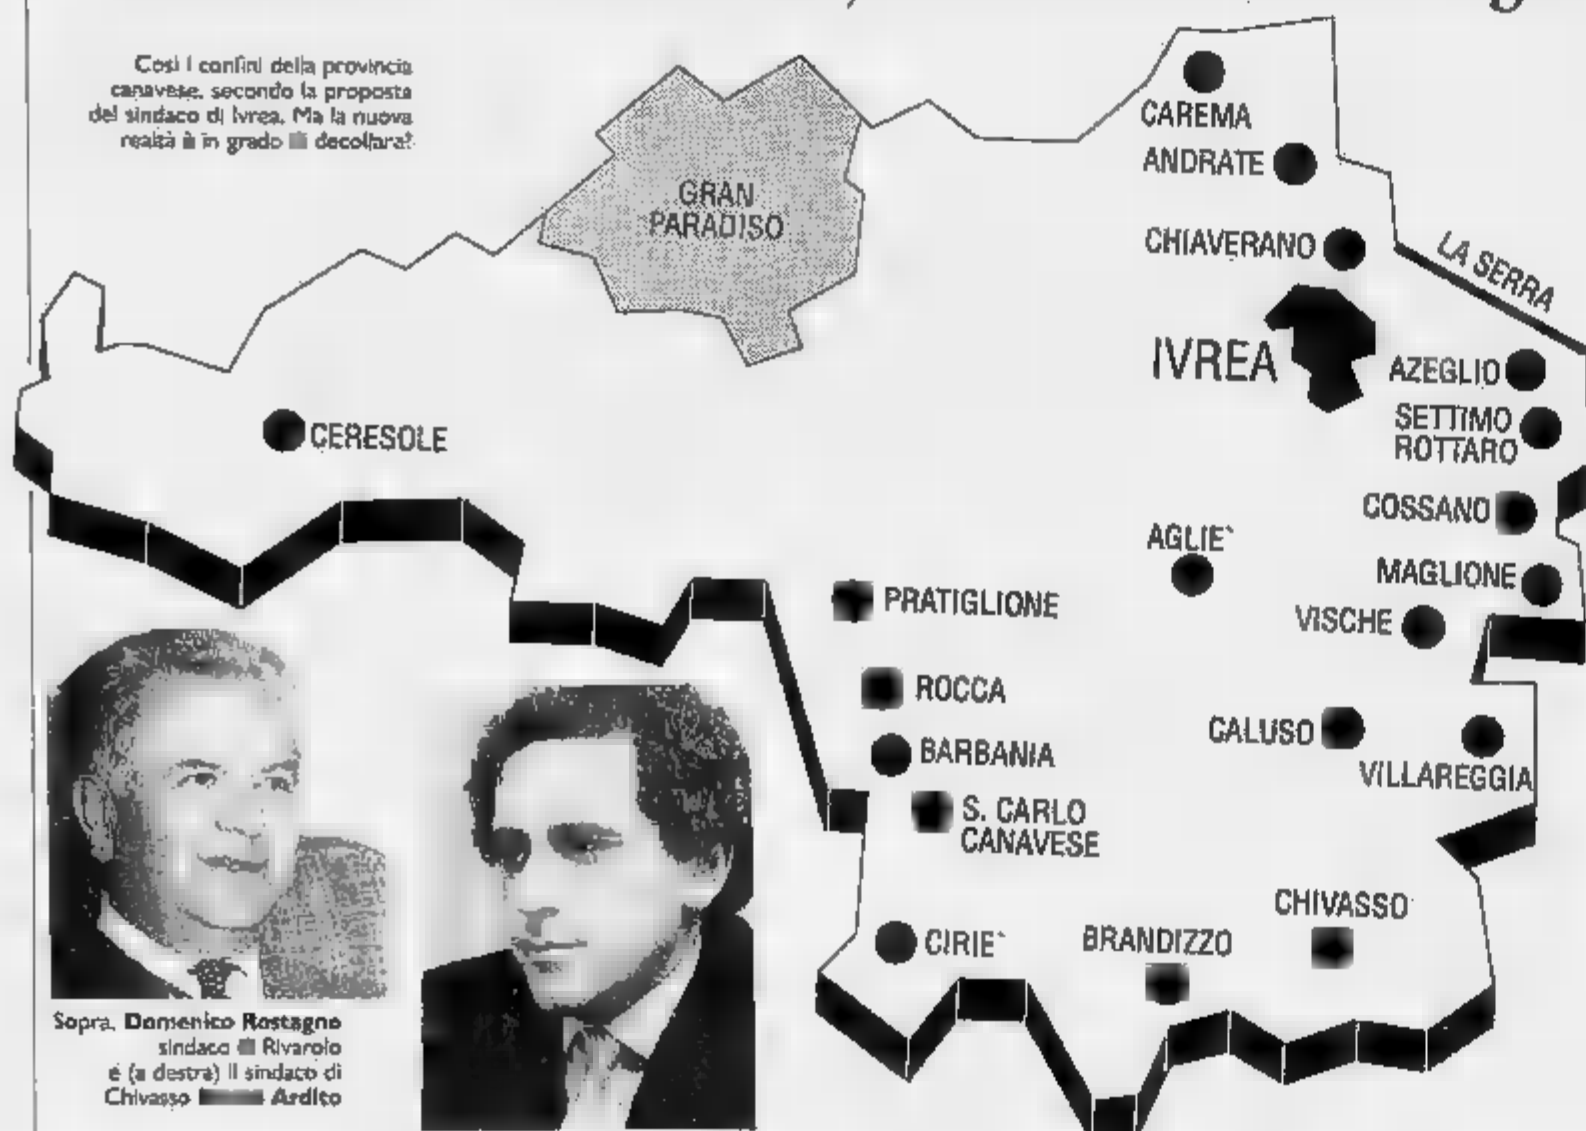 Così i confini della provincia
canavese, secondo la proposta
del sindaco di Ivrea. Ma la nuova
realtà è in grado decollara?
CAREMA
ANDRATE
GRAN
PARADISO
CHIAVERANO
LA SERRA
IVREA
AZEGLIO
SETTIMO
ROTTARO
CERESOLE
COSSANO
AGLIE`
MAGLIONE
PRATIGLIONE
VISCHE
ROCCA
CALUSO
BARBANIA
VILLAREGGIA
S. CARLO
CANAVESE
CHIVASSO
CIRIE`
BRANDIZZO
Sopra, Domenico Rostagno
sindaco Rivarolo
e (a destra) il sindaco di
Chivasso Ardito